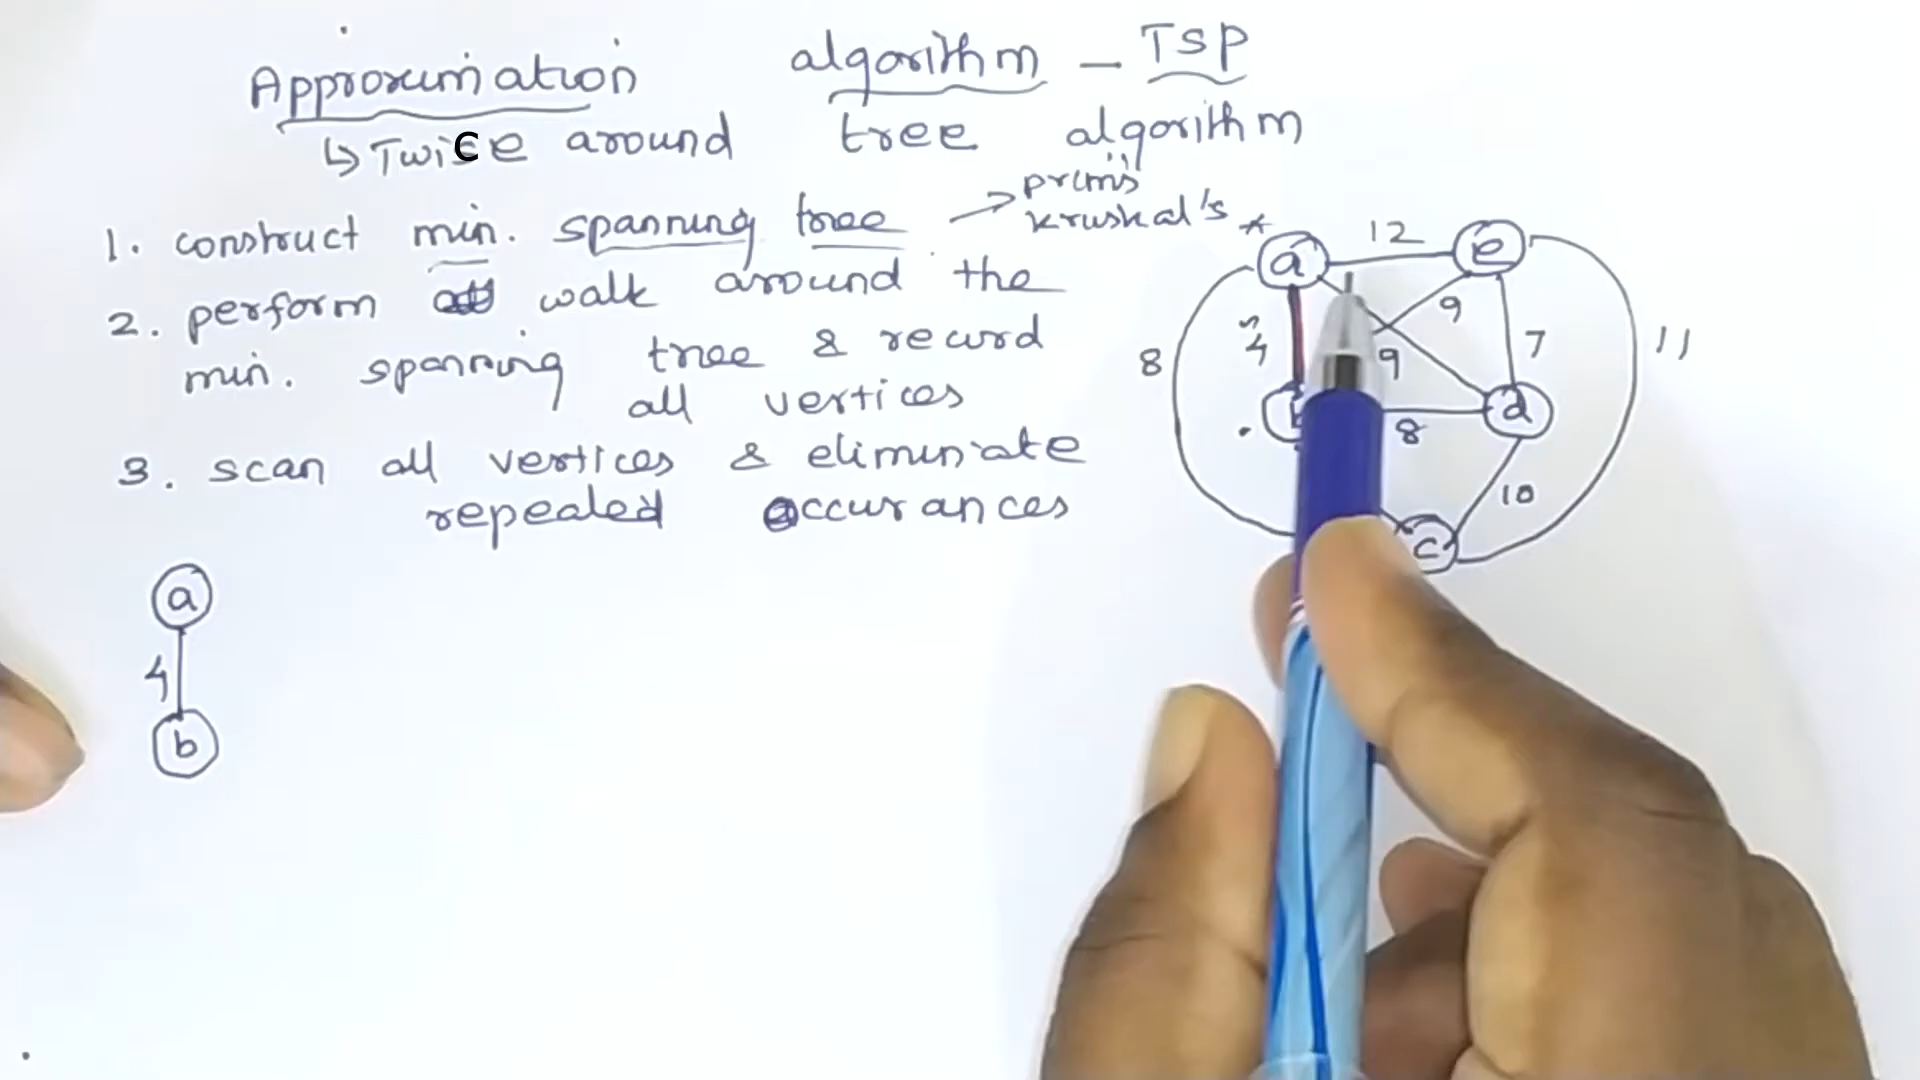 Approximation algorithm - TSP
↳ Twice around tree algorithm
1. construct min. spanning tree → prim's
kruskal's
2. perform walk around the
min. spanning tree & record
all vertices
3. scan all vertices & eliminate
repeated occurances
a 12 e
9
4
8 9 7 11
d
8
10
c
a
4
b